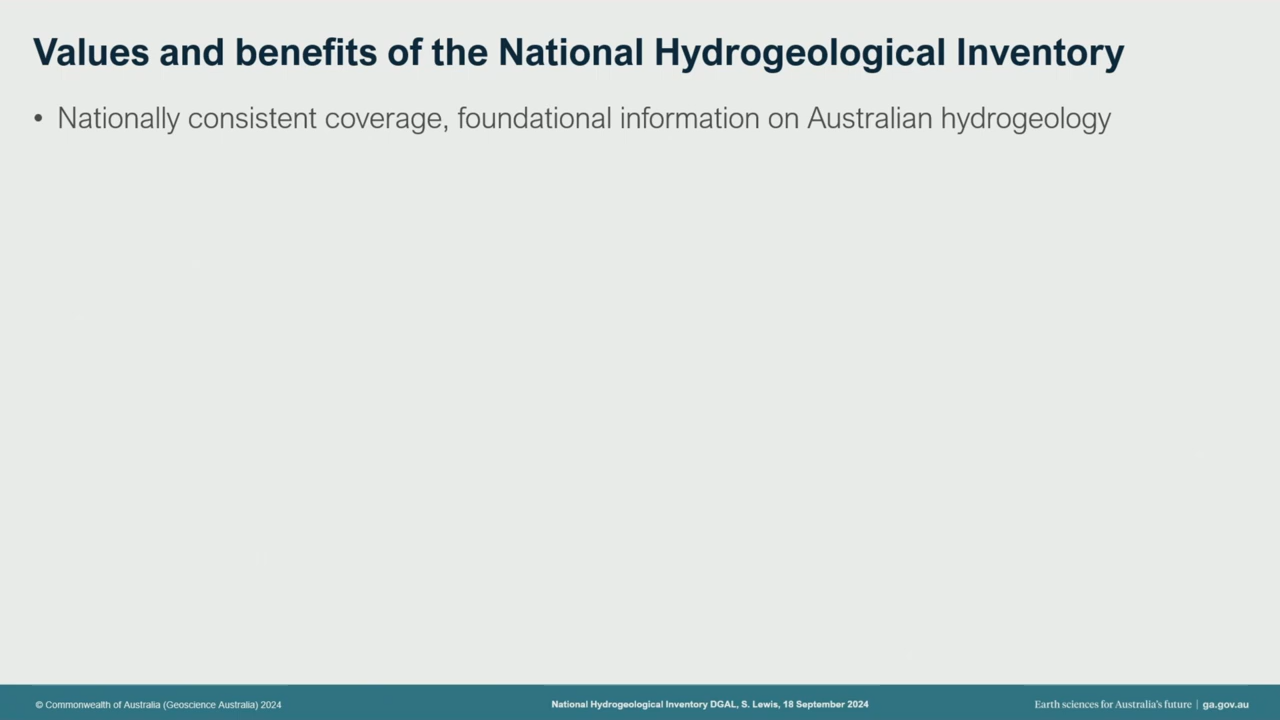 Values and benefits of the National Hydrogeological Inventory
• Nationally consistent coverage, foundational information on Australian hydrogeology
© Commonwealth of Australia (Geoscience Australia) 2024
National Hydrogeological Inventory DGAL, S. Lewis, 18 September 2024
Earth sciences for Australia's future | ga.gov.au